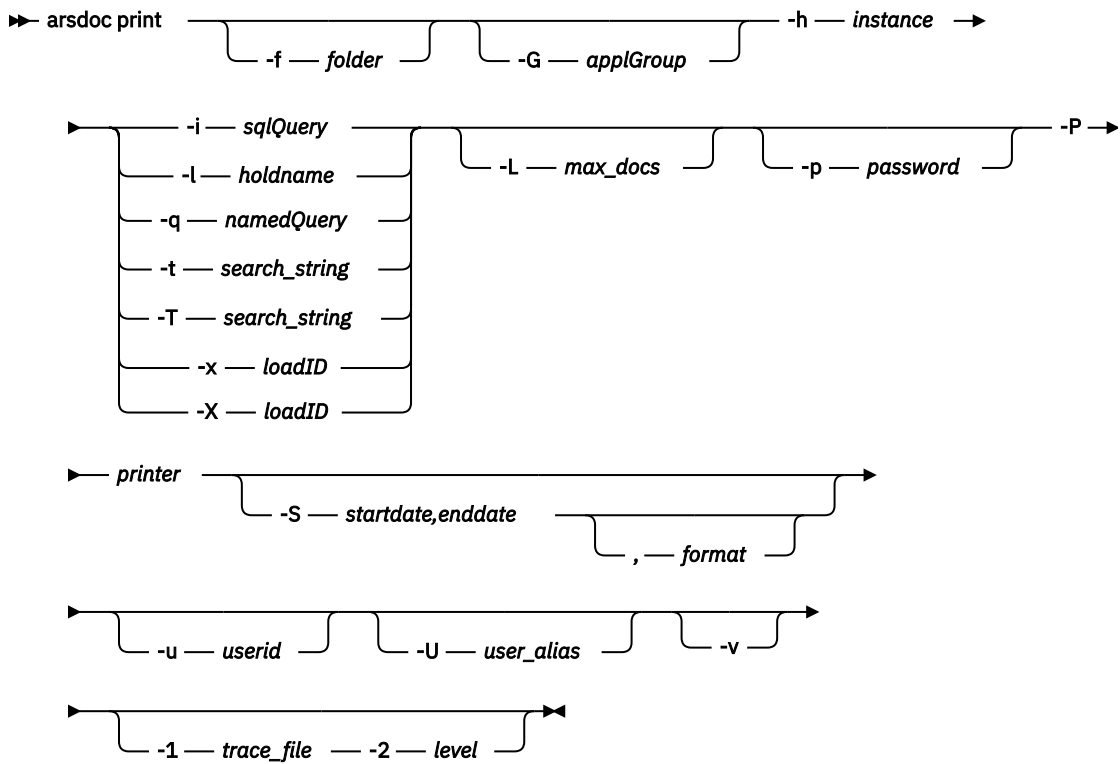 arsdoc print -h instance
-f folder -G applGroup
-i sqlQuery -P
-L max_docs -p password
-l holdname
-q namedQuery
-t search_string
-T search_string
-x loadID
-X loadID
printer
-S startdate,enddate
, format
-u userid -U user_alias -v
-1 trace_file -2 level